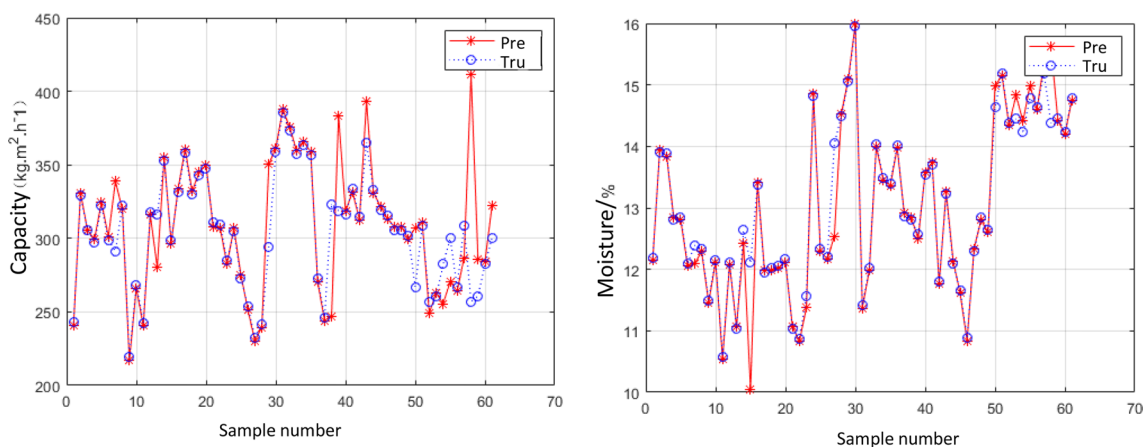 450
400
350
300
250
200
Capacity（kg.m⁻².h⁻1）
0 10 20 30 40 50 60 70
Sample number
Pre
Tru
16
15
14
13
12
11
10
Moisture/%
0 10 20 30 40 50 60 70
Sample number
Pre
Tru